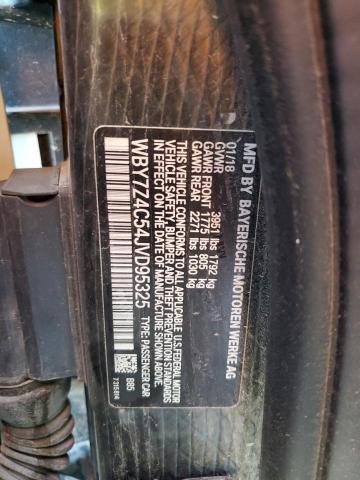 MFD BY BAYERISCHE MOTOREN WERKE AG
01/18
GVWR 3951 lbs 1792 kg
GAWR FRONT 1775 lbs 805 kg
GAWR REAR 2271 lbs 1030 kg
THIS VEHICLE CONFORMS TO ALL APPLICABLE U.S. FEDERAL MOTOR
VEHICLE SAFETY, BUMPER AND THEFT PREVENTION STANDARDS
IN EFFECT ON THE DATE OF MANUFACTURE SHOWN ABOVE.
WBY7Z4C54JVD95325 TYPE: PASSENGER CAR
B85